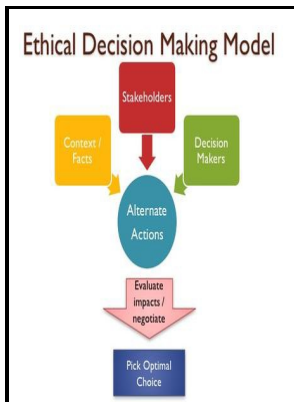 Ethical Decision Making Model
Stakeholders
Context /
Facts
Decision
Makers
Alternate
Actions
Evaluate
impacts /
negotiate
Pick Optimal
Choice